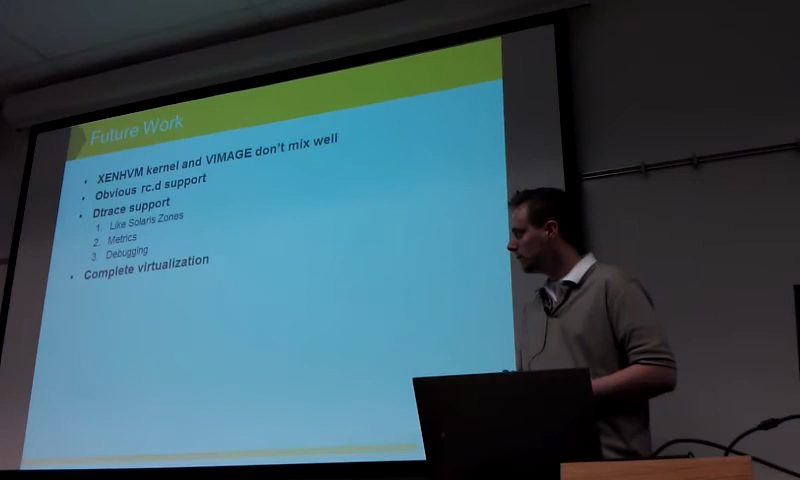 Future Work
• XENHVM kernel and VIMAGE don't mix well
• Obvious rc.d support
• Dtrace support
1. Like Solaris Zones
2. Metrics
3. Debugging
• Complete virtualization